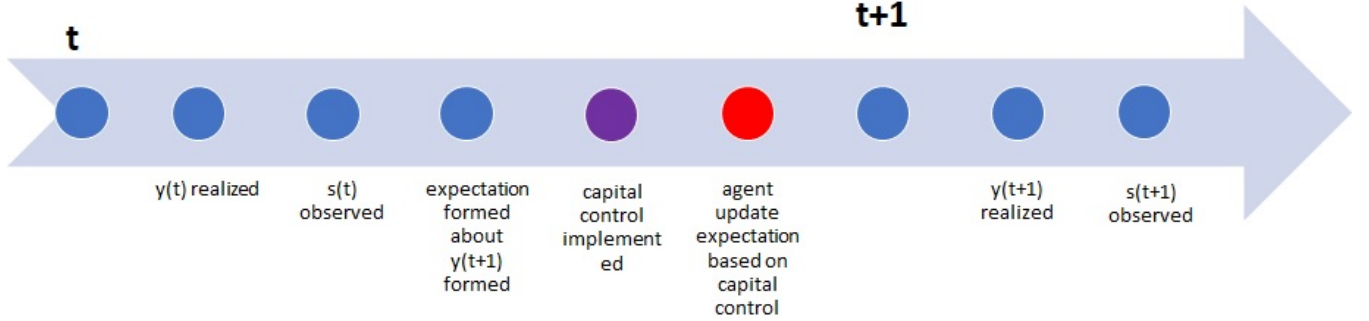 t
t+1
y(t) realized
s(t)
observed
expectation
formed
about
y(t+1)
formed
capital
control
implement
ed
agent
update
expectation
based on
capital
control
y(t+1)
realized
s(t+1)
observed